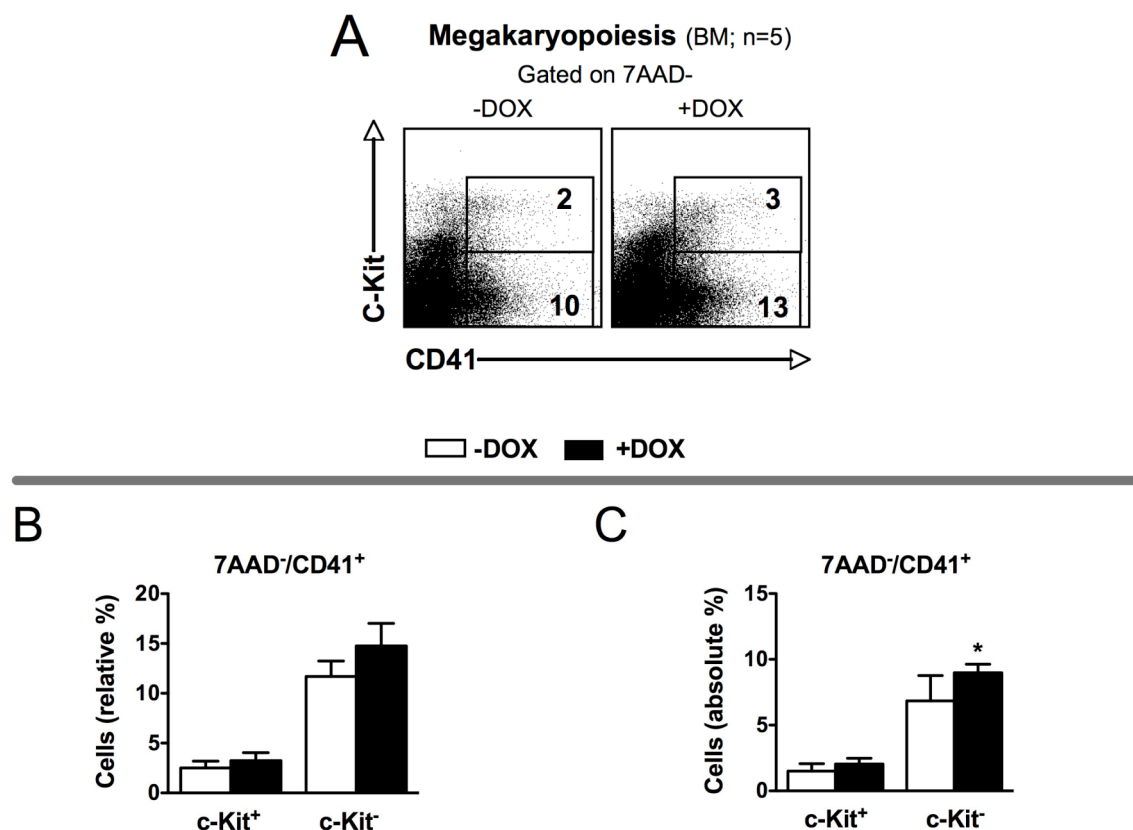 A
Megakaryopoiesis (BM; n=5)
Gated on 7AAD-
-DOX +DOX
C-Kit
2
10
3
13
CD41
-DOX +DOX
B
7AAD⁻/CD41⁺
Cells (relative %)
20
15
10
5
0
c-Kit⁺ c-Kit⁻
C
7AAD⁻/CD41⁺
Cells (absolute %)
15
10
5
0
*
c-Kit⁺ c-Kit⁻